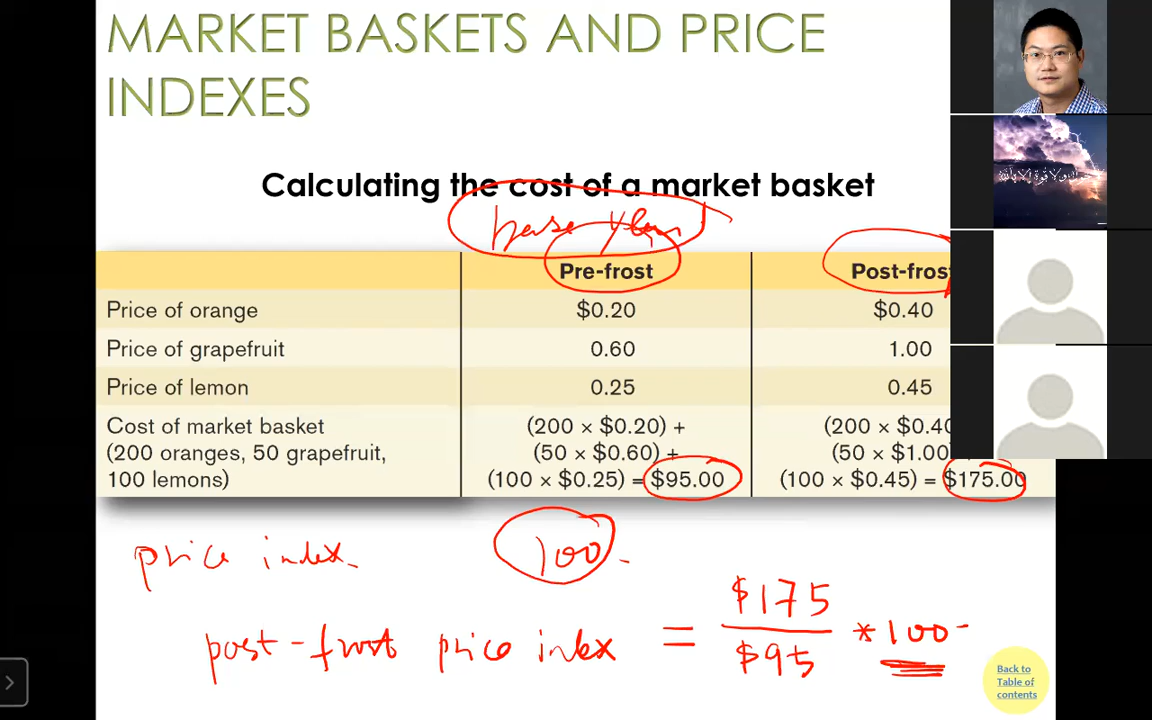 MARKET BASKETS AND PRICE
INDEXES
Calculating the cost of a market basket
base year
Pre-frost Post-fros
Price of orange $0.20 $0.40
Price of grapefruit 0.60 1.00
Price of lemon 0.25 0.45
Cost of market basket (200 × $0.20) + (200 × $0.40
(200 oranges, 50 grapefruit, (50 × $0.60) + (50 × $1.00)
100 lemons) (100 × $0.25) = $95.00 (100 × $0.45) = $175.00
price index 100
post-frost price index = $175 / $95 * 100
Back to
Table of
contents